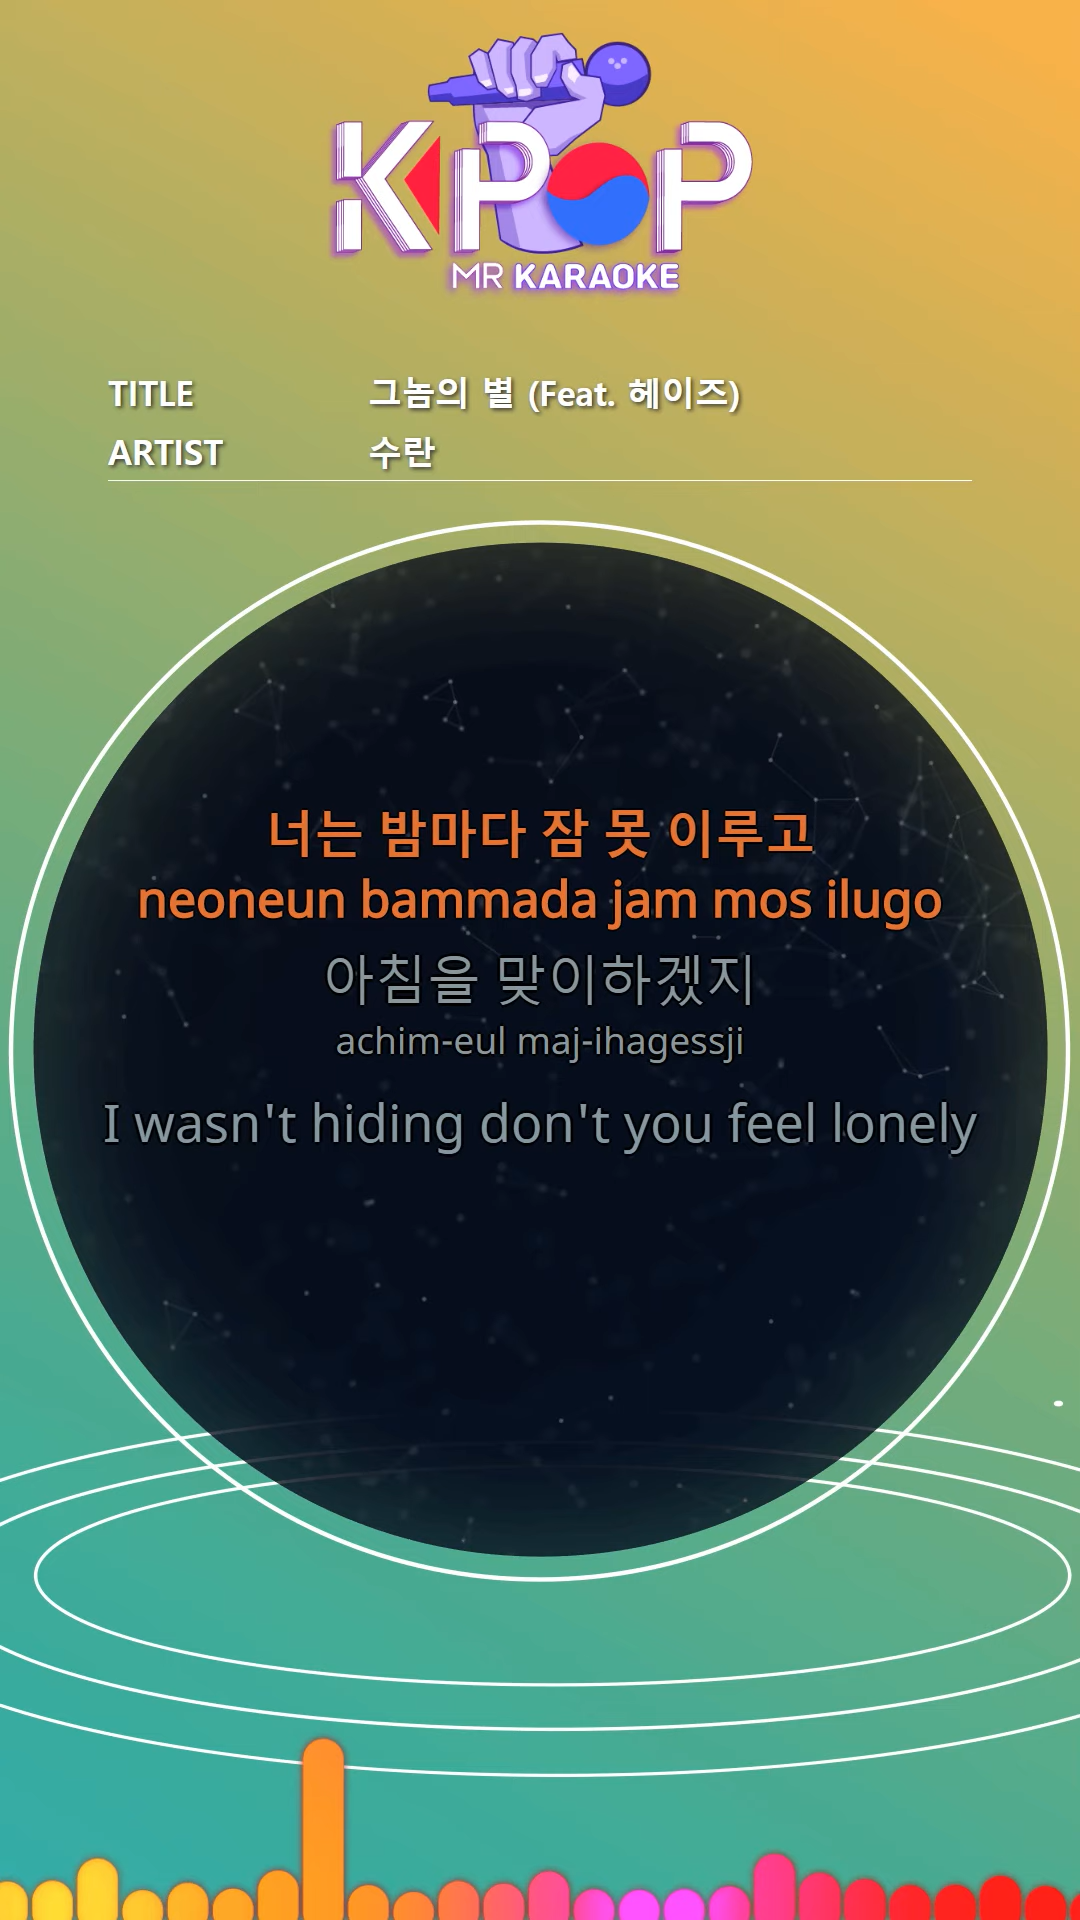 KPOP
MR KARAOKE
TITLE 그놈의 별 (Feat. 헤이즈)
ARTIST 수란
너는 밤마다 잠 못 이루고
neoneun bammada jam mos ilugo
아침을 맞이하겠지
achim-eul maj-ihagessji
I wasn't hiding don't you feel lonely